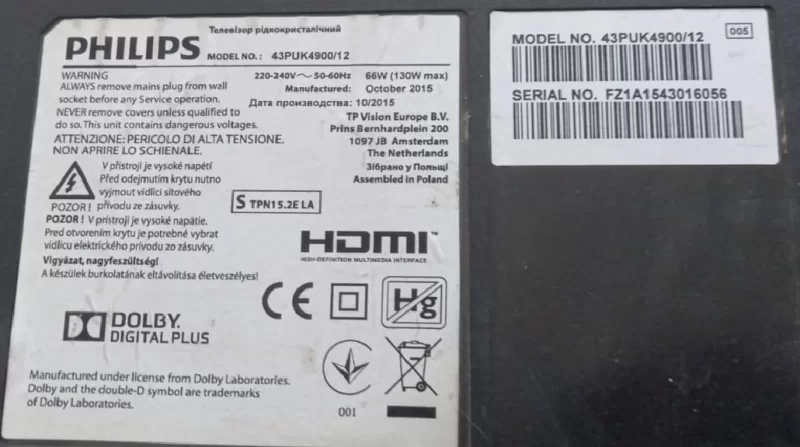 Телевізор рідкокристалічний
PHILIPS MODEL NO.: 43PUK4900/12
WARNING
220-240V～50-60Hz 66W (130W max)
ALWAYS remove mains plug from wall
Manufactured: October 2015
socket before any Service operation.
Дата производства: 10/2015
NEVER remove covers unless qualified to
do so. This unit contains dangerous voltages.
ATTENZIONE: PERICOLO DI ALTA TENSIONE.
NON APRIRE LO SCHIENALE.
TP Vision Europe B.V.
Prins Bernhardplein 200
1097 JB Amsterdam
The Netherlands
Зібрано у Польщі
Assembled in Poland
V přístroji je vysoké napětí
Před odejmutím krytu nutno
vyjmout vidlici síťového
POZOR! přívodu ze zásuvky.
POZOR! V prístroji je vysoké napätie.
Pred otvorením krytu je potrebné vybrat
vidlicu elektrického prívodu zo zásuvky.
Vigyázat, nagyfeszültség!
A készülek burkolatának eltávolítása életveszélyes!
S TPN15.2E LA
HDMI™
HIGH-DEFINITION MULTIMEDIA INTERFACE
CE
Hg
DOLBY.
DIGITAL PLUS
Manufactured under license from Dolby Laboratories.
Dolby and the double-D symbol are trademarks
of Dolby Laboratories.
001
MODEL NO. 43PUK4900/12
005
SERIAL NO. FZ1A1543016056